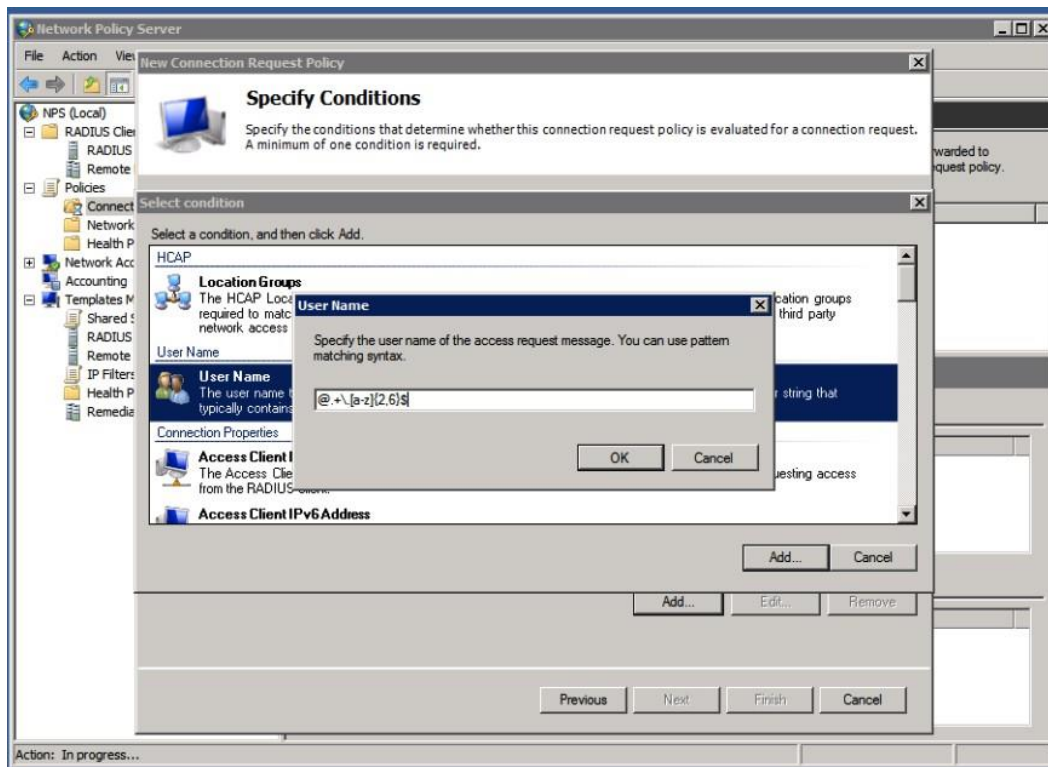 Network Policy Server
File Action Vie
New Connection Request Policy
Specify Conditions
Specify the conditions that determine whether this connection request policy is evaluated for a connection request.
A minimum of one condition is required.
NPS (Local)
RADIUS Clie
RADIUS
Remote
Policies
Connect
Network
Health P
Network Acc
Accounting
Templates M
Shared S
RADIUS
Remote
IP Filters
Health P
Remedia
warded to
quest policy.
Select condition
Select a condition, and then click Add.
HCAP
Location Groups
The HCAP Loca
cation groups
required to matc
third party
network access
User Name
User Name
The user name t
r string that
typically contains
Connection Properties
Access Client I
The Access Clie
uesting access
from the RADIUS client.
Access Client IPv6 Address
User Name
Specify the user name of the access request message. You can use pattern
matching syntax.
@.+\.[a-z]{2,6}$
OK Cancel
Add... Cancel
Add... Edit... Remove
Previous Next Finish Cancel
Action: In progress...